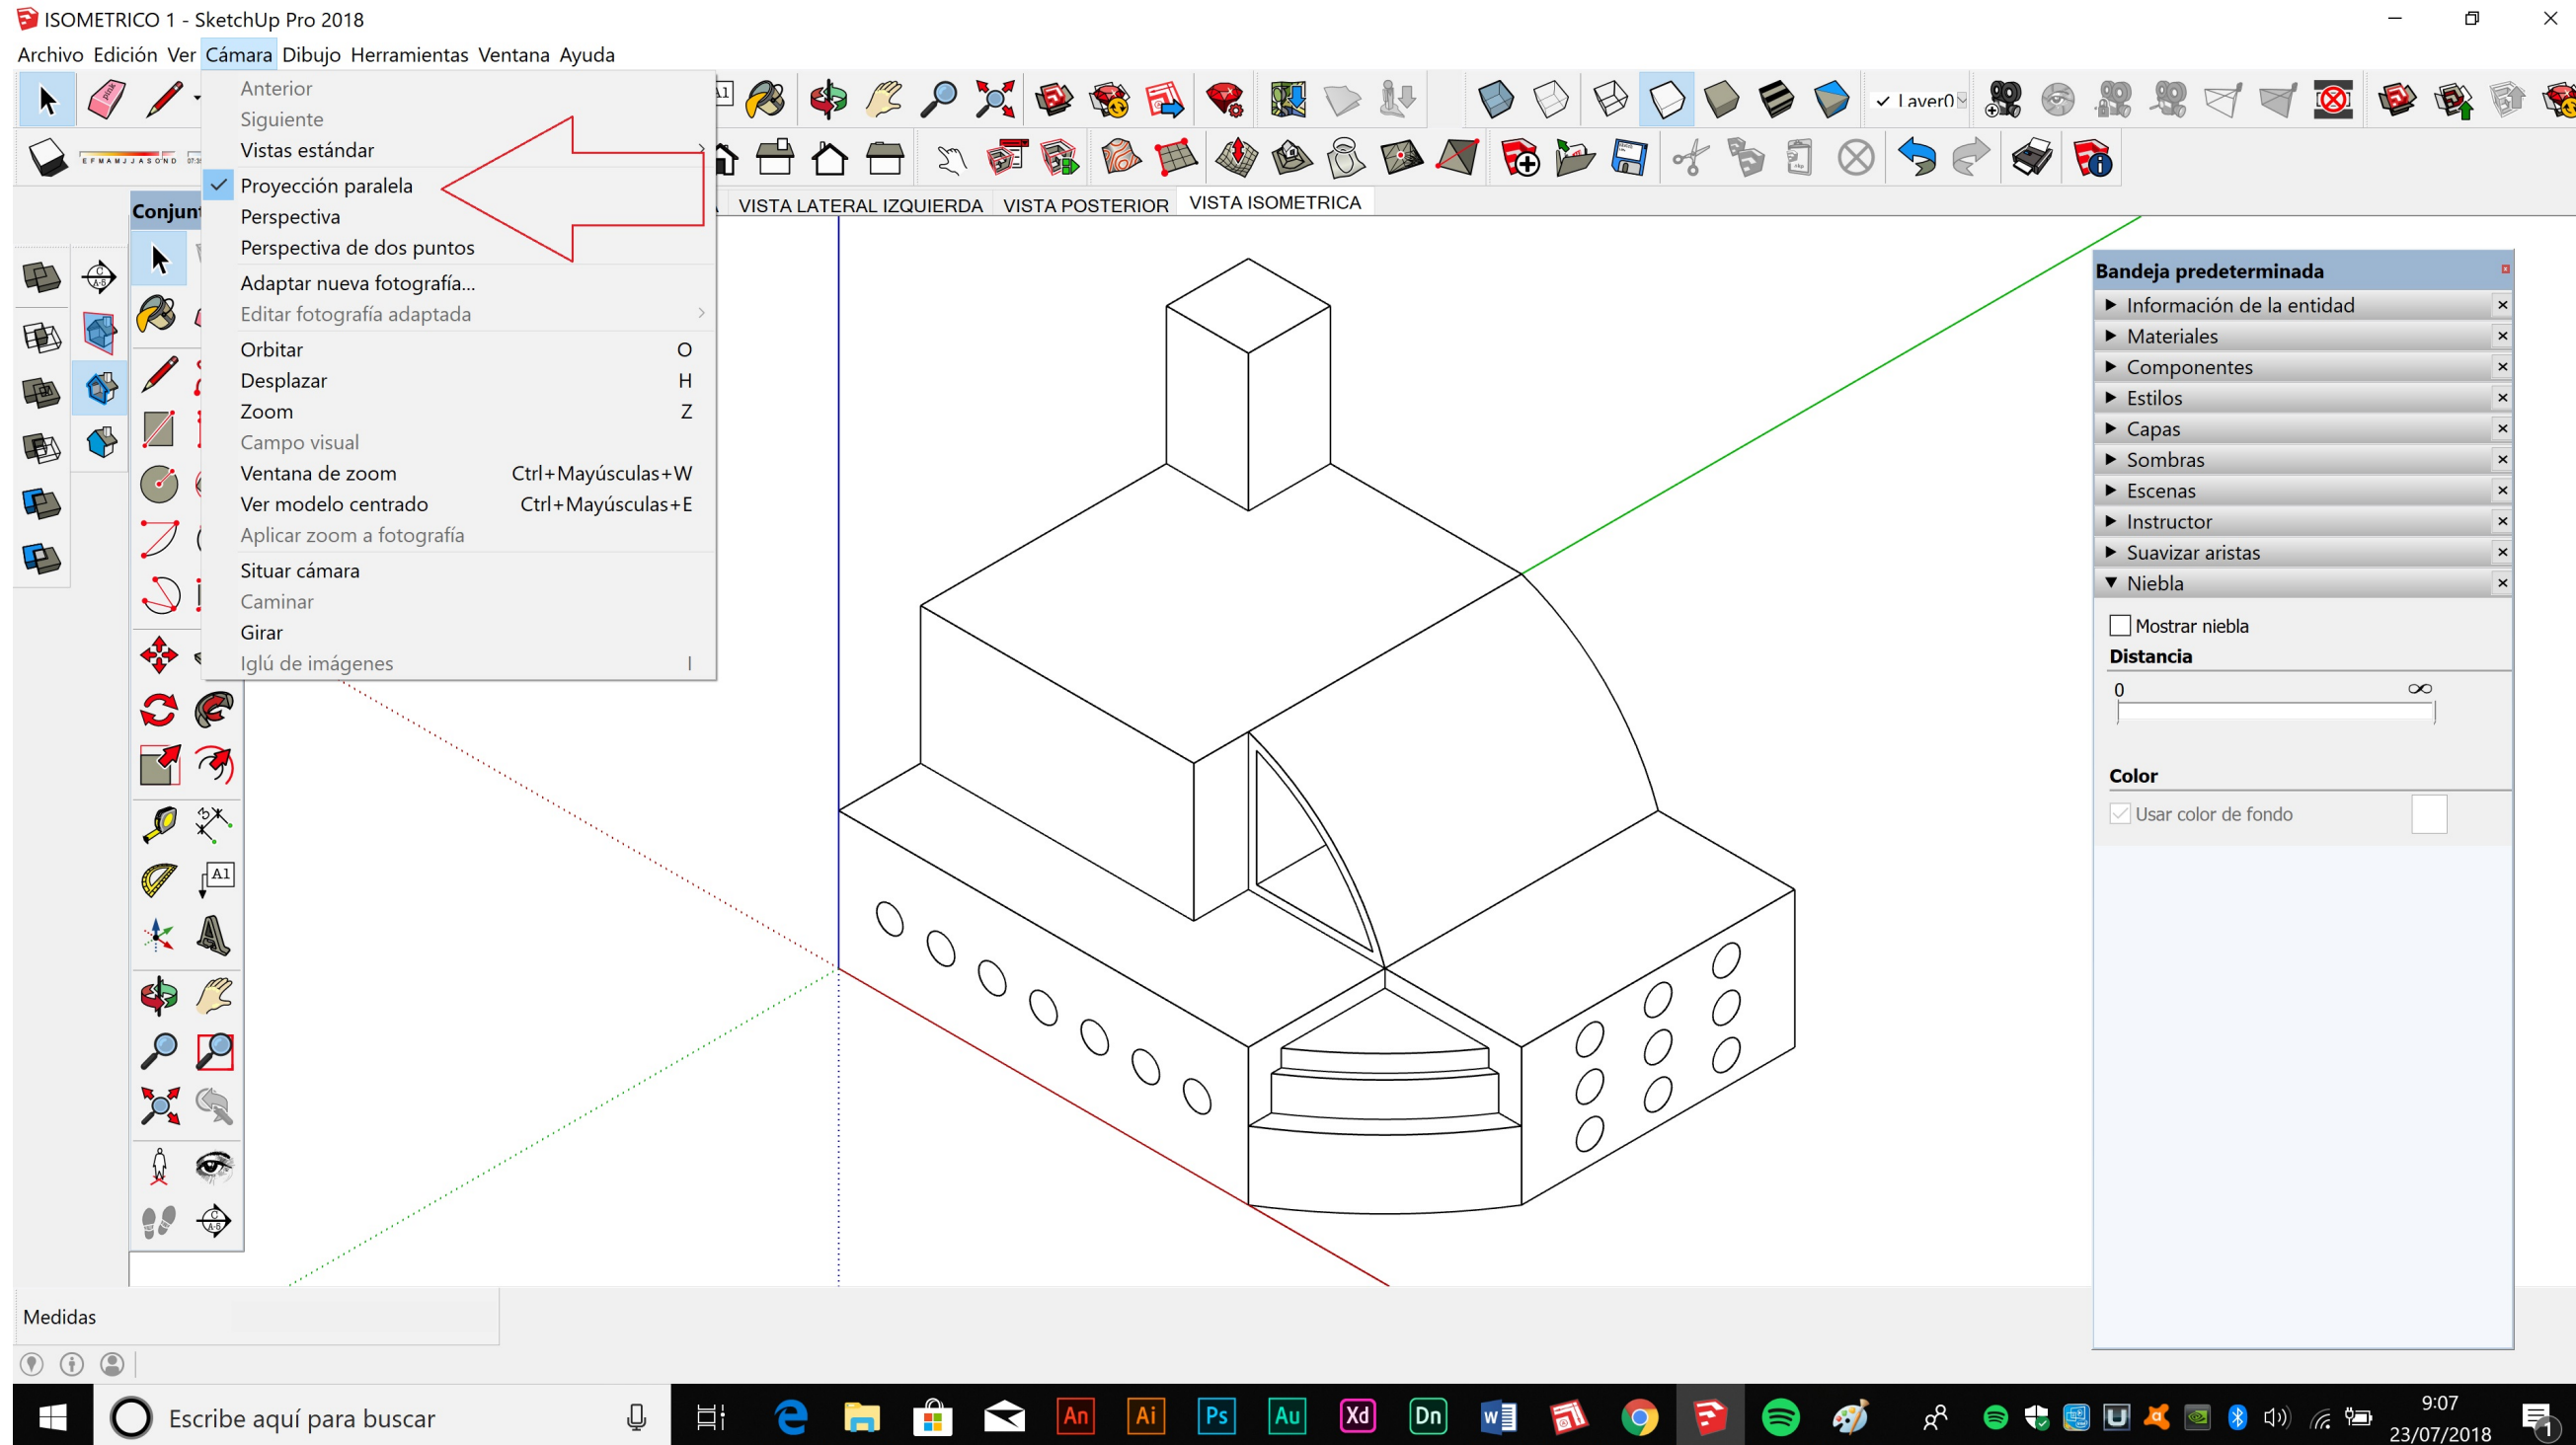 ISOMETRICO 1 - SketchUp Pro 2018
Archivo Edición Ver Cámara Dibujo Herramientas Ventana Ayuda
Anterior
Siguiente
Vistas estándar
Proyección paralela
Perspectiva
Perspectiva de dos puntos
Adaptar nueva fotografía...
Editar fotografía adaptada
Orbitar O
Desplazar H
Zoom Z
Campo visual
Ventana de zoom Ctrl+Mayúsculas+W
Ver modelo centrado Ctrl+Mayúsculas+E
Aplicar zoom a fotografía
Situar cámara
Caminar
Girar
Iglú de imágenes I
Layer0
E F M A M J J A S O N D
VISTA LATERAL IZQUIERDA VISTA POSTERIOR VISTA ISOMETRICA
Conjun
Bandeja predeterminada
Información de la entidad
Materiales
Componentes
Estilos
Capas
Sombras
Escenas
Instructor
Suavizar aristas
Niebla
Mostrar niebla
Distancia
0 ∞
Color
Usar color de fondo
Medidas
Escribe aquí para buscar
An Ai Ps Au Xd Dn
9:07
23/07/2018
1